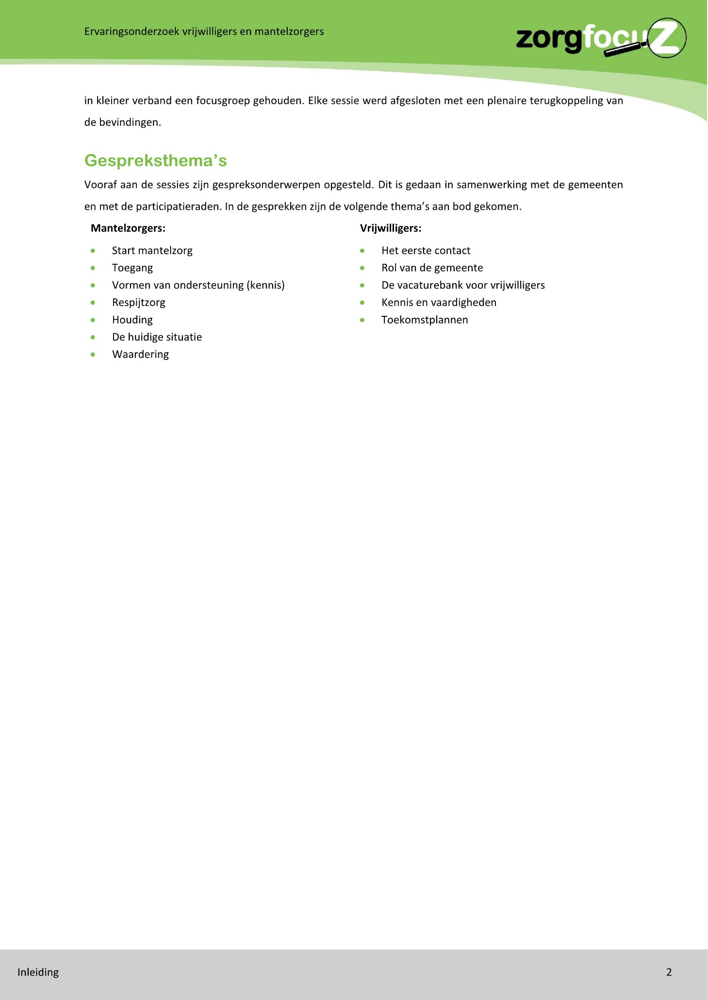 Ervaringsonderzoek vrijwilligers en mantelzorgers
zorgfocuZ
in kleiner verband een focusgroep gehouden. Elke sessie werd afgesloten met een plenaire terugkoppeling van
de bevindingen.
Gespreksthema’s
Vooraf aan de sessies zijn gespreksonderwerpen opgesteld. Dit is gedaan in samenwerking met de gemeenten
en met de participatieraden. In de gesprekken zijn de volgende thema’s aan bod gekomen.
Mantelzorgers:
• Start mantelzorg
• Toegang
• Vormen van ondersteuning (kennis)
• Respijtzorg
• Houding
• De huidige situatie
• Waardering
Vrijwilligers:
• Het eerste contact
• Rol van de gemeente
• De vacaturebank voor vrijwilligers
• Kennis en vaardigheden
• Toekomstplannen
Inleiding
2